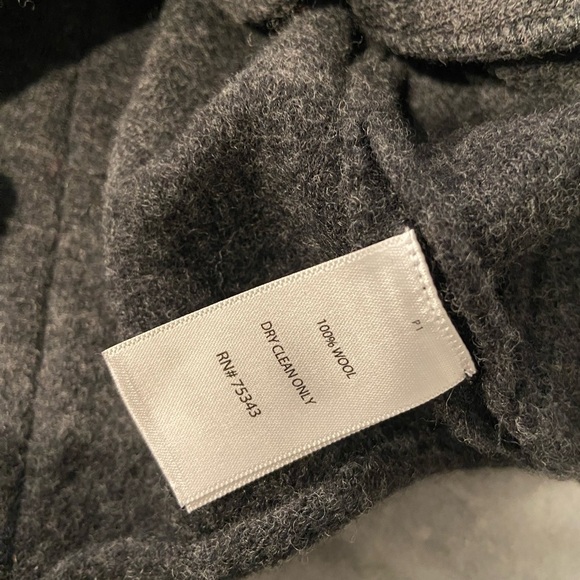 P1
100% WOOL
DRY CLEAN ONLY
RN# 75343